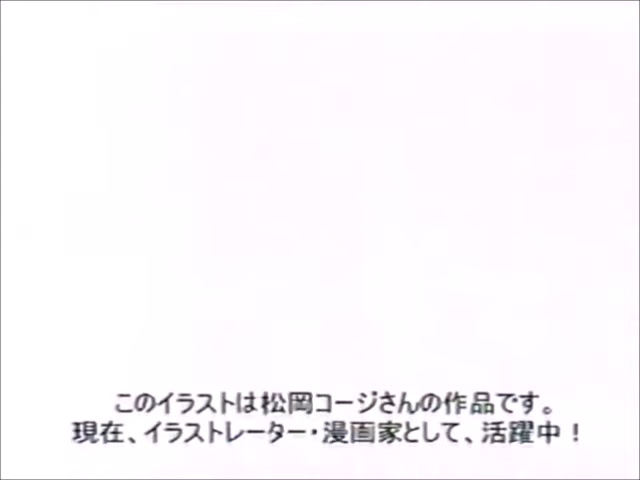 このイラストは松岡コージさんの作品です。
現在、イラストレーター・漫画家として、活躍中！